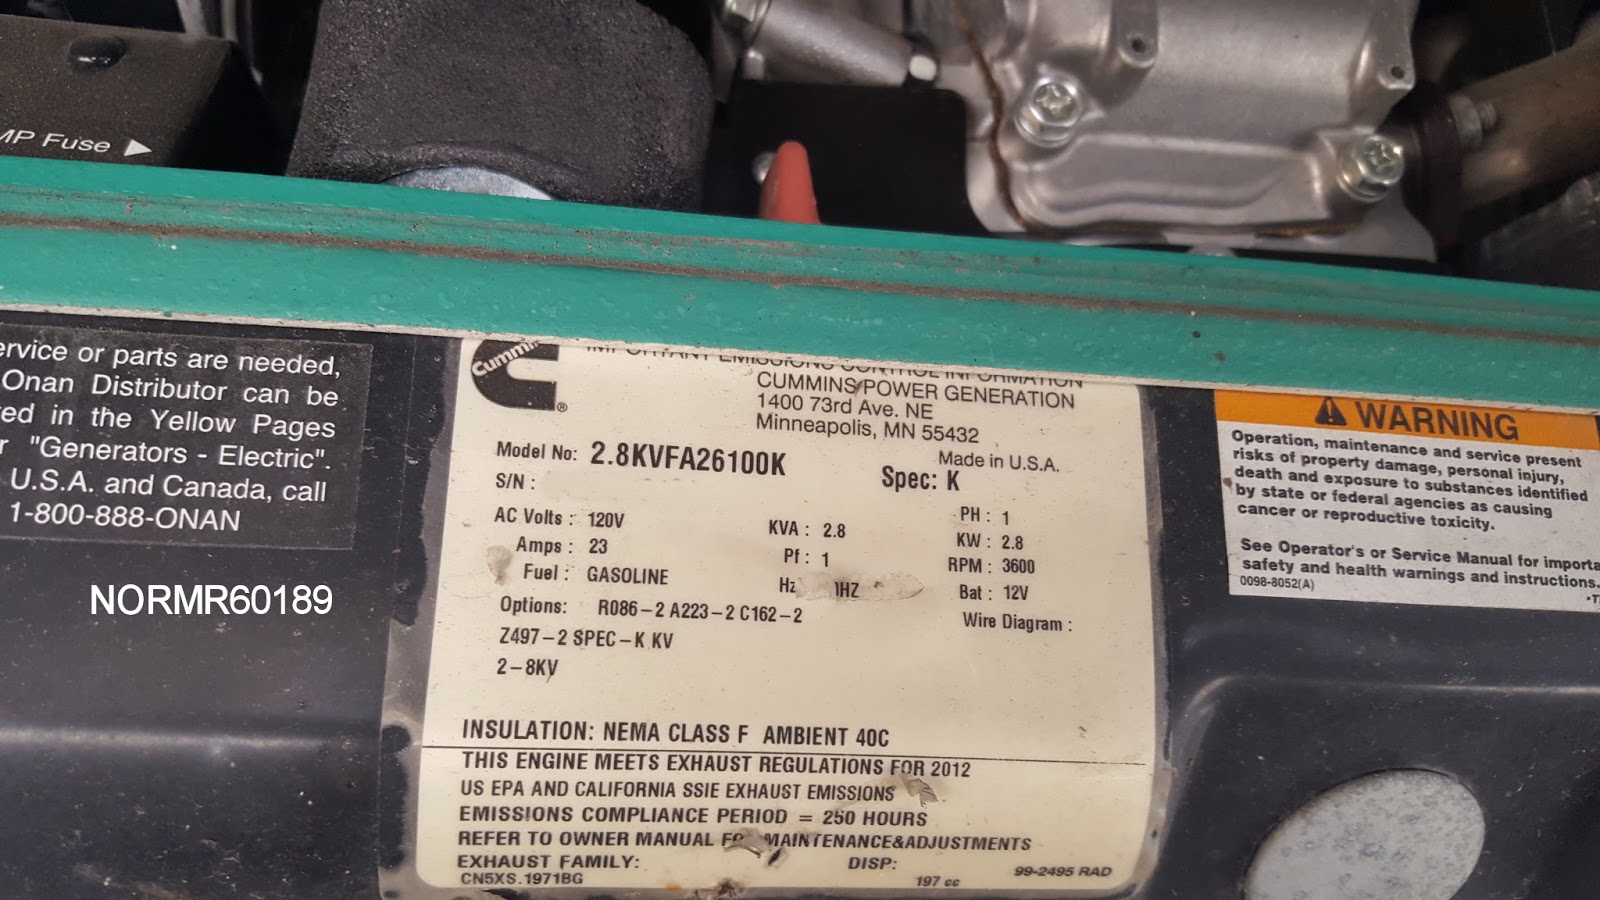 MP Fuse
ervice or parts are needed,
Onan Distributor can be
ed in the Yellow Pages
"Generators - Electric".
U.S.A. and Canada, call
1-800-888-ONAN
NORMR60189
Cummin
®
IMPORTANT EMISSIONS CONTROL INFORMATION
CUMMINS POWER GENERATION
1400 73rd Ave. NE
Minneapolis, MN 55432
Made in U.S.A.
Model No: 2.8KVFA26100K
Spec: K
S/N :
AC Volts : 120V
Amps : 23
Fuel : GASOLINE
KVA : 2.8
Pf : 1
Hz HZ
PH : 1
KW : 2.8
RPM : 3600
Bat : 12V
Wire Diagram :
Options: R086-2 A223-2 C162-2
Z497-2 SPEC-K KV
2-8KV
INSULATION: NEMA CLASS F AMBIENT 40C
THIS ENGINE MEETS EXHAUST REGULATIONS FOR 2012
US EPA AND CALIFORNIA SSIE EXHAUST EMISSIONS
EMISSIONS COMPLIANCE PERIOD = 250 HOURS
REFER TO OWNER MANUAL FO MAINTENANCE&ADJUSTMENTS
EXHAUST FAMILY: DISP:
CN5XS.1971BG 197 cc
99-2495 RAD
WARNING
Operation, maintenance and service present
risks of property damage, personal injury,
death and exposure to substances identified
by state or federal agencies as causing
cancer or reproductive toxicity.
See Operator's or Service Manual for importa
safety and health warnings and instructions.
0098-8052(A)